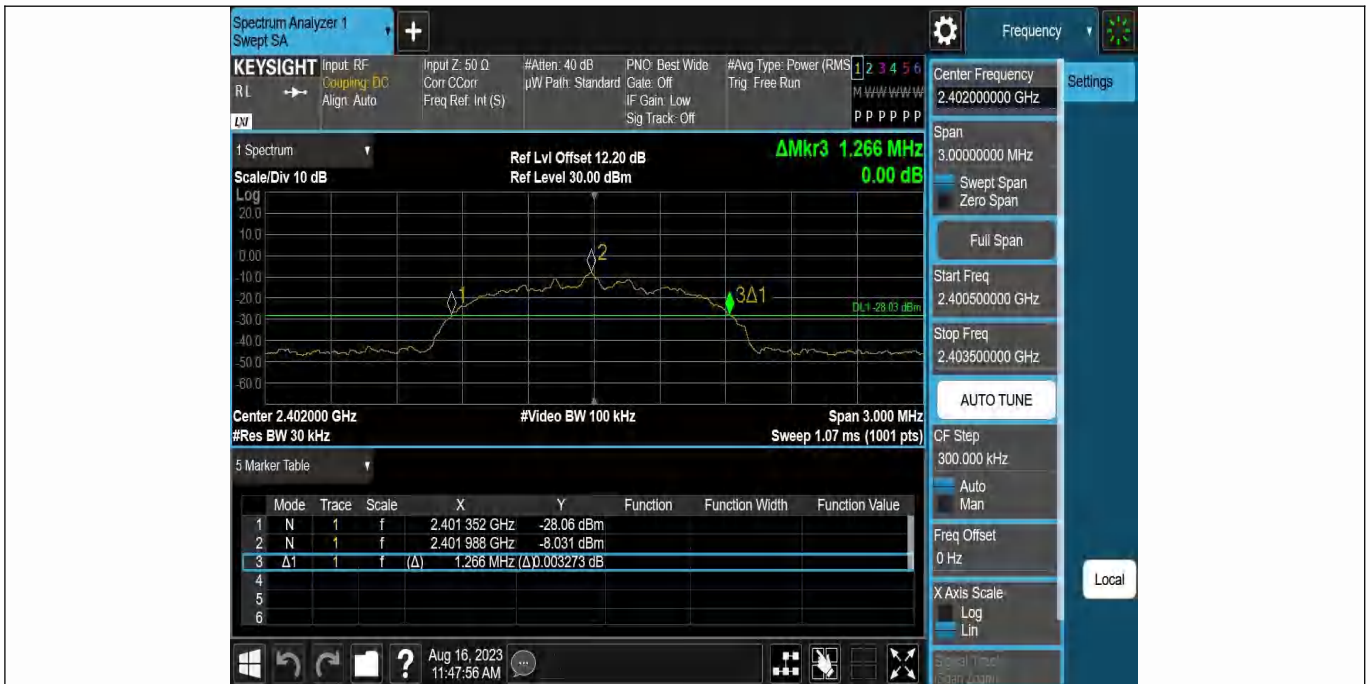 Spectrum Analyzer 1
Swept SA
+
Frequency
KEYSIGHT
RL
LXI
Input: RF
Coupling: DC
Align: Auto
Input Z: 50 Ω
Corr CCorr
Freq Ref: Int (S)
#Atten: 40 dB
µW Path: Standard
PNO: Best Wide
Gate: Off
IF Gain: Low
Sig Track: Off
#Avg Type: Power (RMS
Trig: Free Run
1 2 3 4 5 6
M W W W W W
P P P P P P
1 Spectrum
Scale/Div 10 dB
Ref Lvl Offset 12.20 dB
Ref Level 30.00 dBm
ΔMkr3 1.266 MHz
0.00 dB
Log
20.0
10.0
0.00
-10.0
-20.0
-30.0
-40.0
-50.0
-60.0
1
2
3Δ1
DL1 -28.03 dBm
Center 2.402000 GHz
#Video BW 100 kHz
Span 3.000 MHz
#Res BW 30 kHz
Sweep 1.07 ms (1001 pts)
5 Marker Table
Mode Trace Scale X Y Function Function Width Function Value
1 N 1 f 2.401 352 GHz -28.06 dBm
2 N 1 f 2.401 988 GHz -8.031 dBm
3 Δ1 1 f (Δ) 1.266 MHz (Δ)0.003273 dB
4
5
6
?
Aug 16, 2023
11:47:56 AM
Center Frequency
2.402000000 GHz
Settings
Span
3.00000000 MHz
Swept Span
Zero Span
Full Span
Start Freq
2.400500000 GHz
Stop Freq
2.403500000 GHz
AUTO TUNE
CF Step
300.000 kHz
Auto
Man
Freq Offset
0 Hz
X Axis Scale
Log
Lin
Signal Track
(Span Zoom)
Local